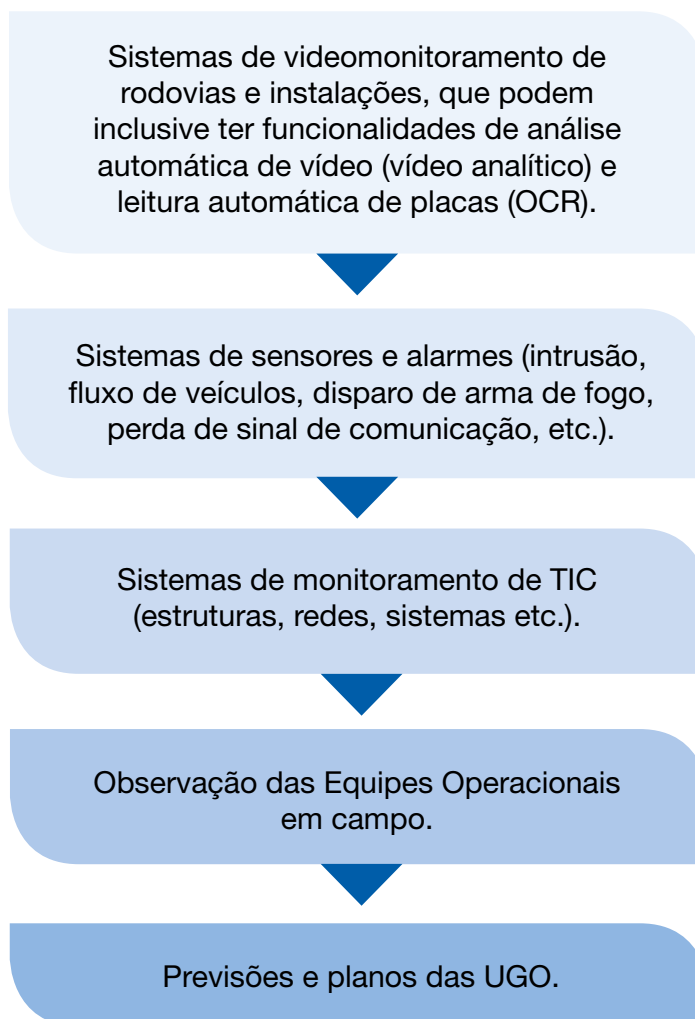 Sistemas de videomonitoramento de
rodovias e instalações, que podem
inclusive ter funcionalidades de análise
automática de vídeo (vídeo analítico) e
leitura automática de placas (OCR).
Sistemas de sensores e alarmes (intrusão,
fluxo de veículos, disparo de arma de fogo,
perda de sinal de comunicação, etc.).
Sistemas de monitoramento de TIC
(estruturas, redes, sistemas etc.).
Observação das Equipes Operacionais
em campo.
Previsões e planos das UGO.